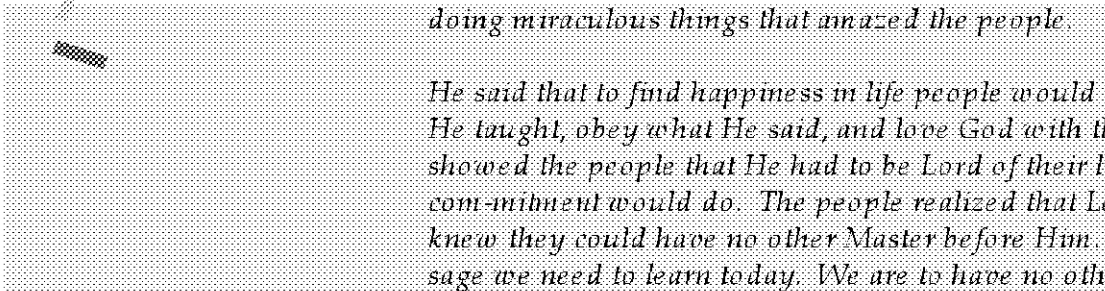 doing miraculous things that amazed the people.
He said that to find happiness in life people would
He taught, obey what He said, and love God with
showed the people that He had to be Lord of their
com-mitment would do. The people realized that
knew they could have no other Master before Him.
sage we need to learn today. We are to have no